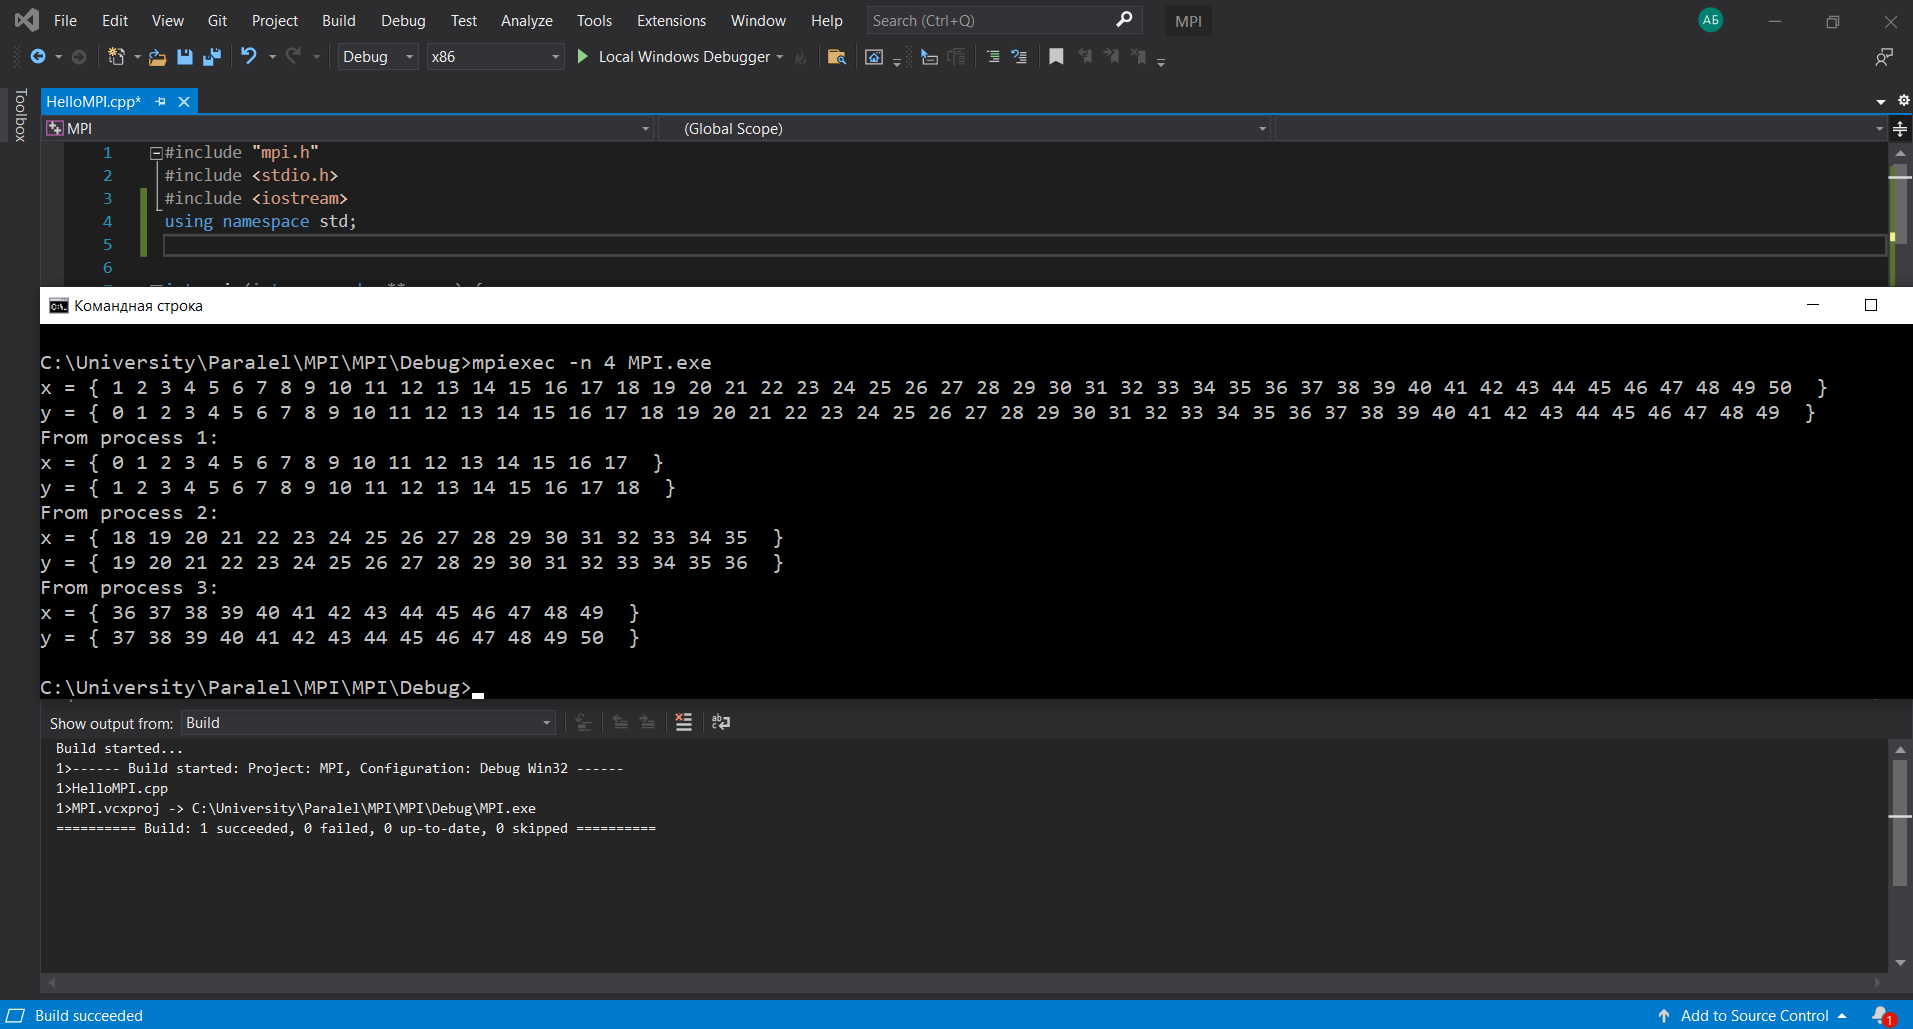 File Edit View Git Project Build Debug Test Analyze Tools Extensions Window Help Search (Ctrl+Q) MPI АБ
Debug x86 Local Windows Debugger
Toolbox
HelloMPI.cpp*
MPI (Global Scope)
1 #include "mpi.h"
2 #include <stdio.h>
3 #include <iostream>
4 using namespace std;
5
6
Командная строка
C:\University\Paralel\MPI\MPI\Debug>mpiexec -n 4 MPI.exe
x = { 1 2 3 4 5 6 7 8 9 10 11 12 13 14 15 16 17 18 19 20 21 22 23 24 25 26 27 28 29 30 31 32 33 34 35 36 37 38 39 40 41 42 43 44 45 46 47 48 49 50 }
y = { 0 1 2 3 4 5 6 7 8 9 10 11 12 13 14 15 16 17 18 19 20 21 22 23 24 25 26 27 28 29 30 31 32 33 34 35 36 37 38 39 40 41 42 43 44 45 46 47 48 49 }
From process 1:
x = { 0 1 2 3 4 5 6 7 8 9 10 11 12 13 14 15 16 17 }
y = { 1 2 3 4 5 6 7 8 9 10 11 12 13 14 15 16 17 18 }
From process 2:
x = { 18 19 20 21 22 23 24 25 26 27 28 29 30 31 32 33 34 35 }
y = { 19 20 21 22 23 24 25 26 27 28 29 30 31 32 33 34 35 36 }
From process 3:
x = { 36 37 38 39 40 41 42 43 44 45 46 47 48 49 }
y = { 37 38 39 40 41 42 43 44 45 46 47 48 49 50 }
C:\University\Paralel\MPI\MPI\Debug>
Show output from: Build
Build started...
1>------ Build started: Project: MPI, Configuration: Debug Win32 ------
1>HelloMPI.cpp
1>MPI.vcxproj -> C:\University\Paralel\MPI\MPI\Debug\MPI.exe
========== Build: 1 succeeded, 0 failed, 0 up-to-date, 0 skipped ==========
Build succeeded Add to Source Control 1